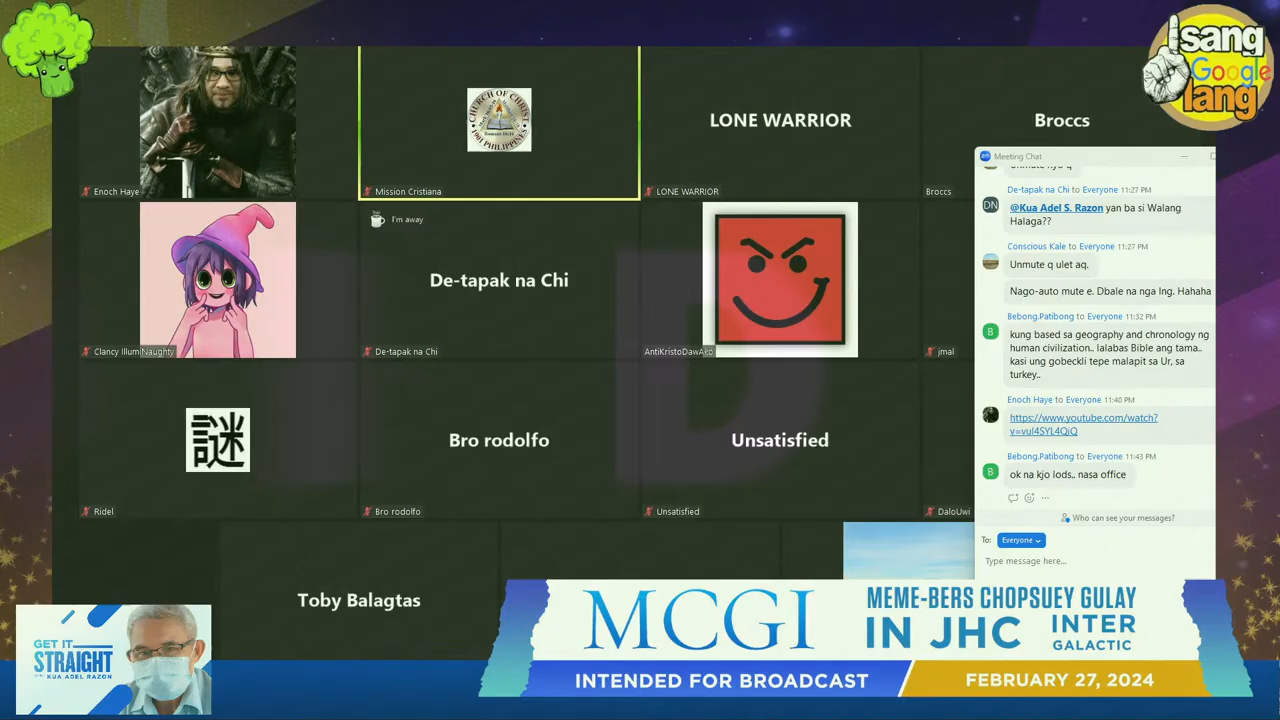 Isang
Google
lang
Enoch Haye
CHURCH OF CHRIST
1901 PHILIPPINES
Mission Cristiana
LONE WARRIOR
LONE WARRIOR
Broccs
Broccs
Clancy IllumiNaughty
I'm away
De-tapak na Chi
De-tapak na Chi
AntiKristoDawAko
jmal
謎
Ridel
Bro rodolfo
Bro rodolfo
Unsatisfied
Unsatisfied
DaloUwi
Toby Balagtas
Meeting Chat
De-tapak na Chi to Everyone 11:27 PM
DN
@Kua Adel S. Razon yan ba si Walang
Halaga??
Conscious Kale to Everyone 11:27 PM
Unmute q ulet aq.
Nago-auto mute e. Dbale na nga lng. Hahaha
Bebong.Patibong to Everyone 11:32 PM
B
kung based sa geography and chronology ng
human civilization.. lalabas Bible ang tama..
kasi ung gobeckli tepe malapit sa Ur, sa
turkey..
Enoch Haye to Everyone 11:40 PM
https://www.youtube.com/watch?
v=vul4SYL4QiQ
Bebong.Patibong to Everyone 11:43 PM
B
ok na kjo lods.. nasa office
Who can see your messages?
To: Everyone
Type message here...
GET IT
STRAIGHT
KUA ADEL RAZON
MCGI
MEME-BERS CHOPSUEY GULAY
IN JHC
INTER
GALACTIC
INTENDED FOR BROADCAST
FEBRUARY 27, 2024